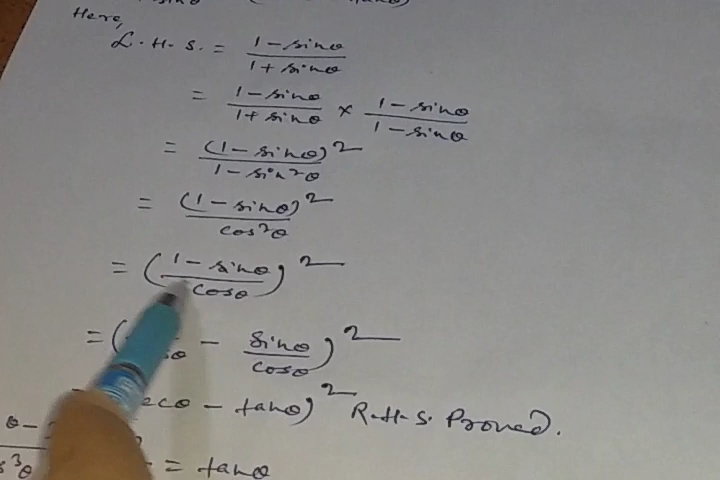 Here,
L.H.S. = 1 - sinθ / 1 + sinθ
= 1 - sinθ / 1 + sinθ × 1 - sinθ / 1 - sinθ
= (1 - sinθ)² / 1 - sin²θ
= (1 - sinθ)² / cos²θ
= (1 - sinθ / cosθ)²
= ( - sinθ / cosθ)²
- tanθ)² R.H.S. Proved.
= tanθ